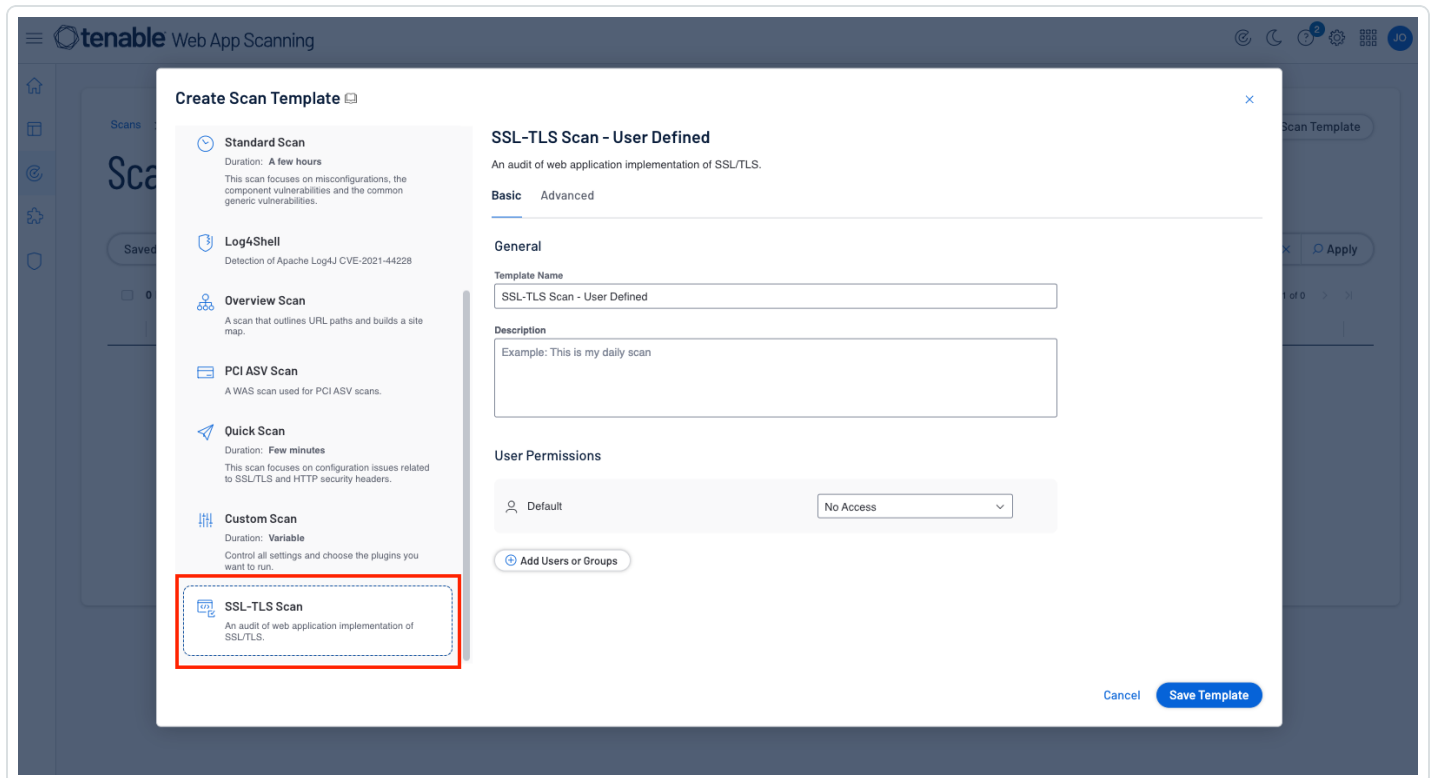 tenable Web App Scanning
2
JO
Create Scan Template
Scans
Scan Template
Sca
Saved
Apply
0
1 of 0
Standard Scan
Duration: A few hours
This scan focuses on misconfigurations, the
component vulnerabilities and the common
generic vulnerabilities.
Log4Shell
Detection of Apache Log4J CVE-2021-44228
Overview Scan
A scan that outlines URL paths and builds a site
map.
PCI ASV Scan
A WAS scan used for PCI ASV scans.
Quick Scan
Duration: Few minutes
This scan focuses on configuration issues related
to SSL/TLS and HTTP security headers.
Custom Scan
Duration: Variable
Control all settings and choose the plugins you
want to run.
SSL-TLS Scan
An audit of web application implementation of
SSL/TLS.
SSL-TLS Scan - User Defined
An audit of web application implementation of SSL/TLS.
Basic Advanced
General
Template Name
SSL-TLS Scan - User Defined
Description
Example: This is my daily scan
User Permissions
Default No Access
Add Users or Groups
Cancel Save Template